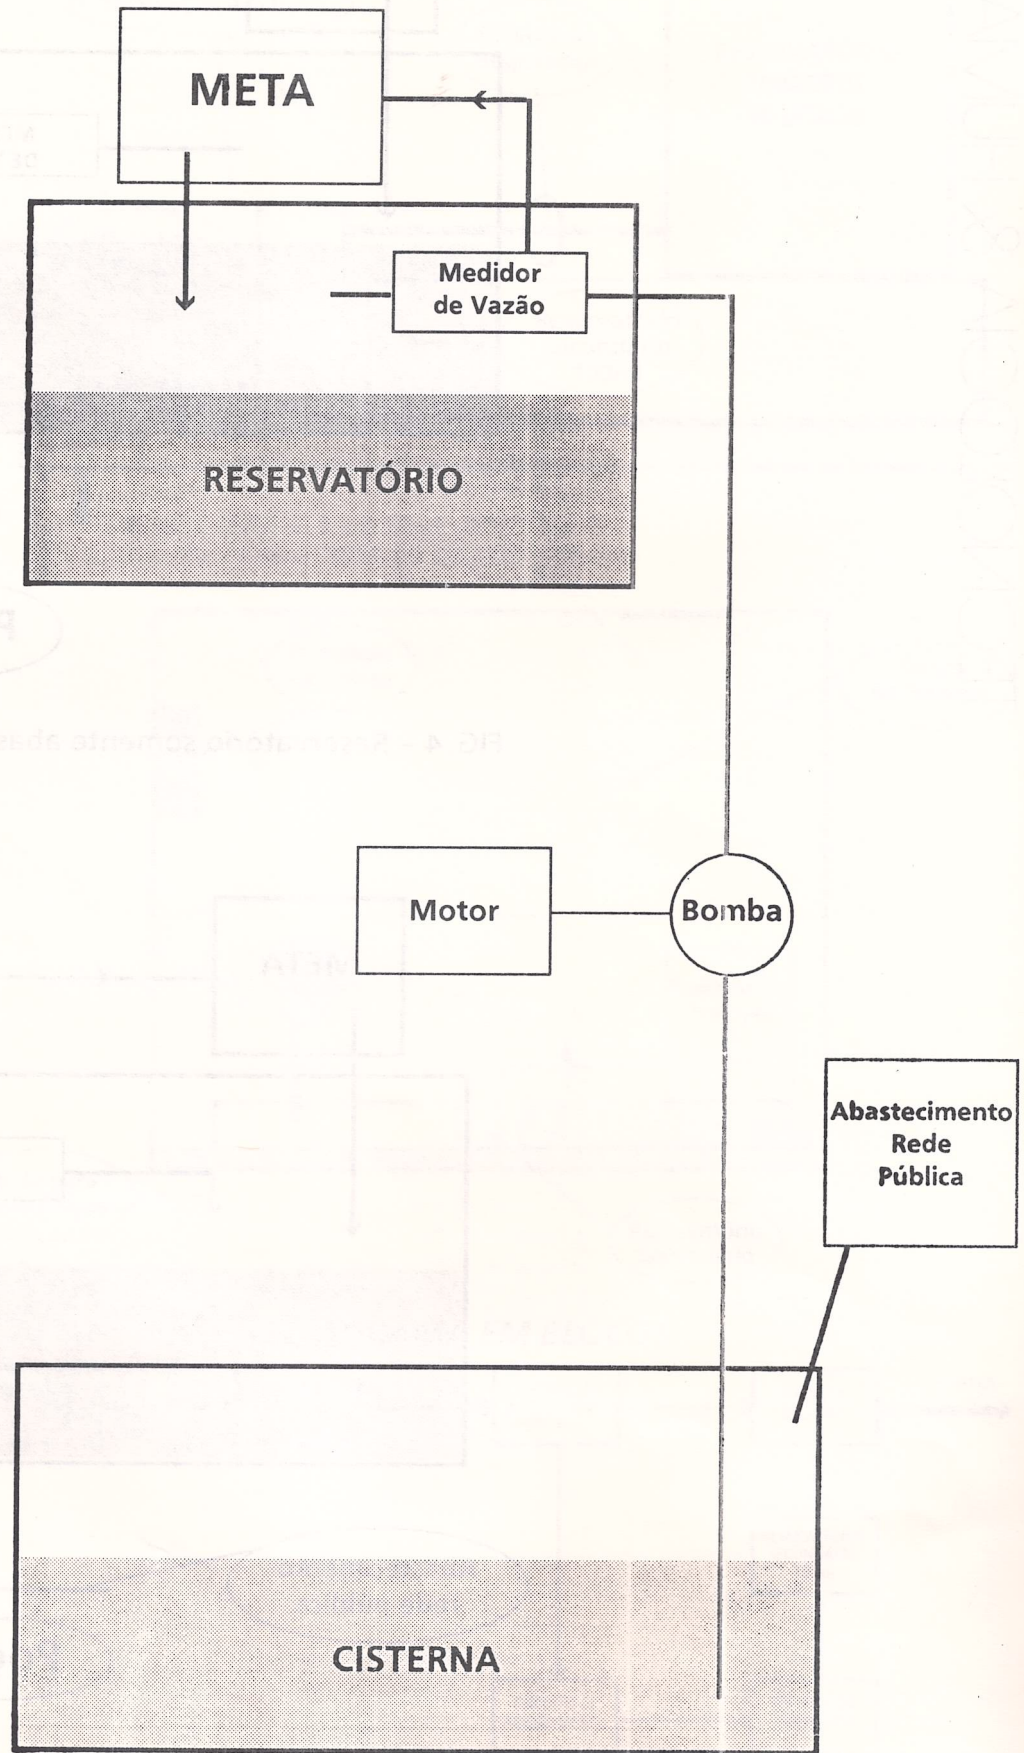 META
Medidor
de Vazão
RESERVATÓRIO
Motor
Bomba
Abastecimento
Rede
Pública
CISTERNA